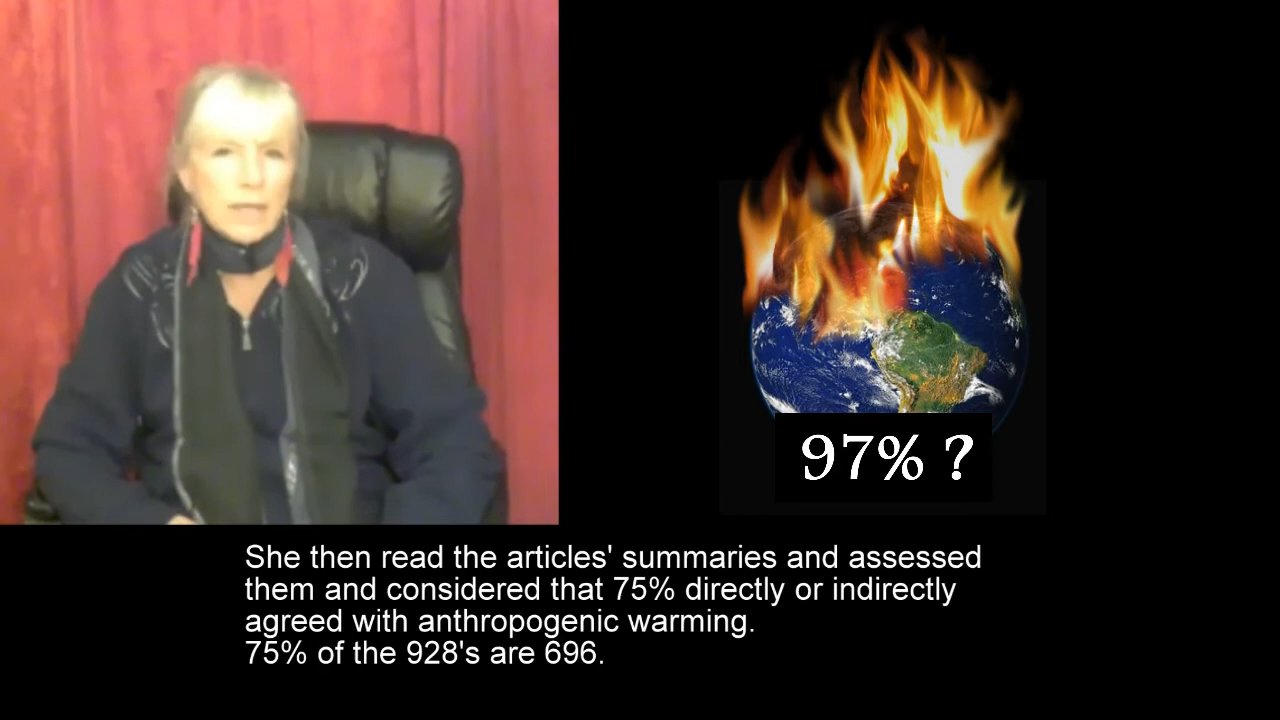 97% ?
She then read the articles' summaries and assessed
them and considered that 75% directly or indirectly
agreed with anthropogenic warming.
75% of the 928's are 696.